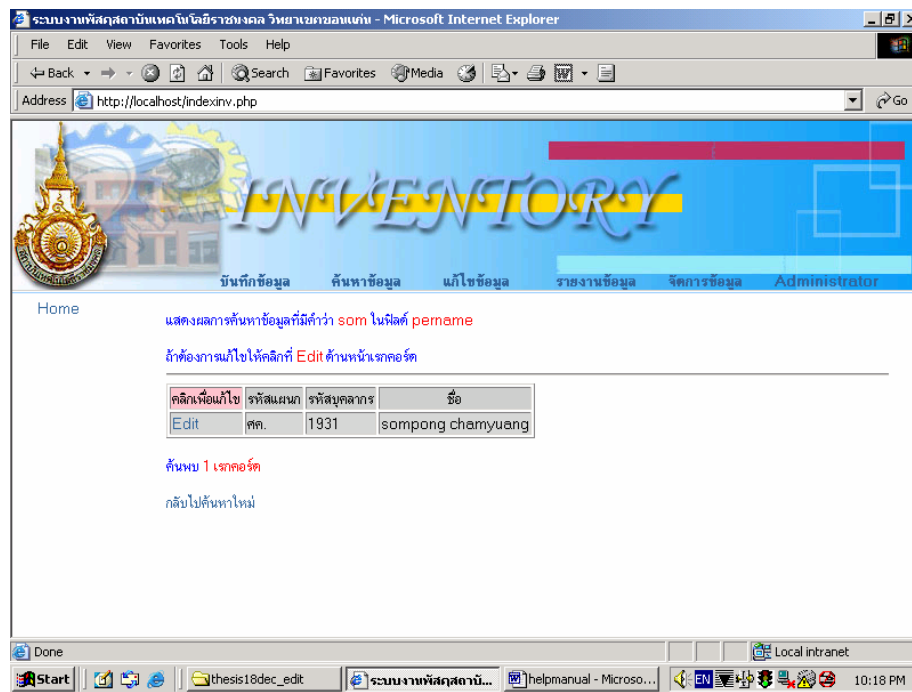 ระบบงานพัสดุสถาบันเทคโนโลยีราชมงคล วิทยาเขตขอนแก่น - Microsoft Internet Explorer
File Edit View Favorites Tools Help
Back Search Favorites Media
Address http://localhost/indexinv.php Go
INVENTORY
บันทึกข้อมูล ค้นหาข้อมูล แก้ไขข้อมูล รายงานข้อมูล จัดการข้อมูล Administrator
Home
แสดงผลการค้นหาข้อมูลที่มีคำว่า som ในฟิลด์ pername
ถ้าต้องการแก้ไขให้คลิกที่ Edit ด้านหน้าเรกคอร์ด
คลิกเพื่อแก้ไข รหัสแผนก รหัสบุคลากร ชื่อ
Edit ศค. 1931 sompong chamyuang
ค้นพบ 1 เรกคอร์ด
กลับไปค้นหาใหม่
Done Local intranet
Start thesis18dec_edit ระบบงานพัสดุสถาบั... helpmanual - Microso... EN 10:18 PM